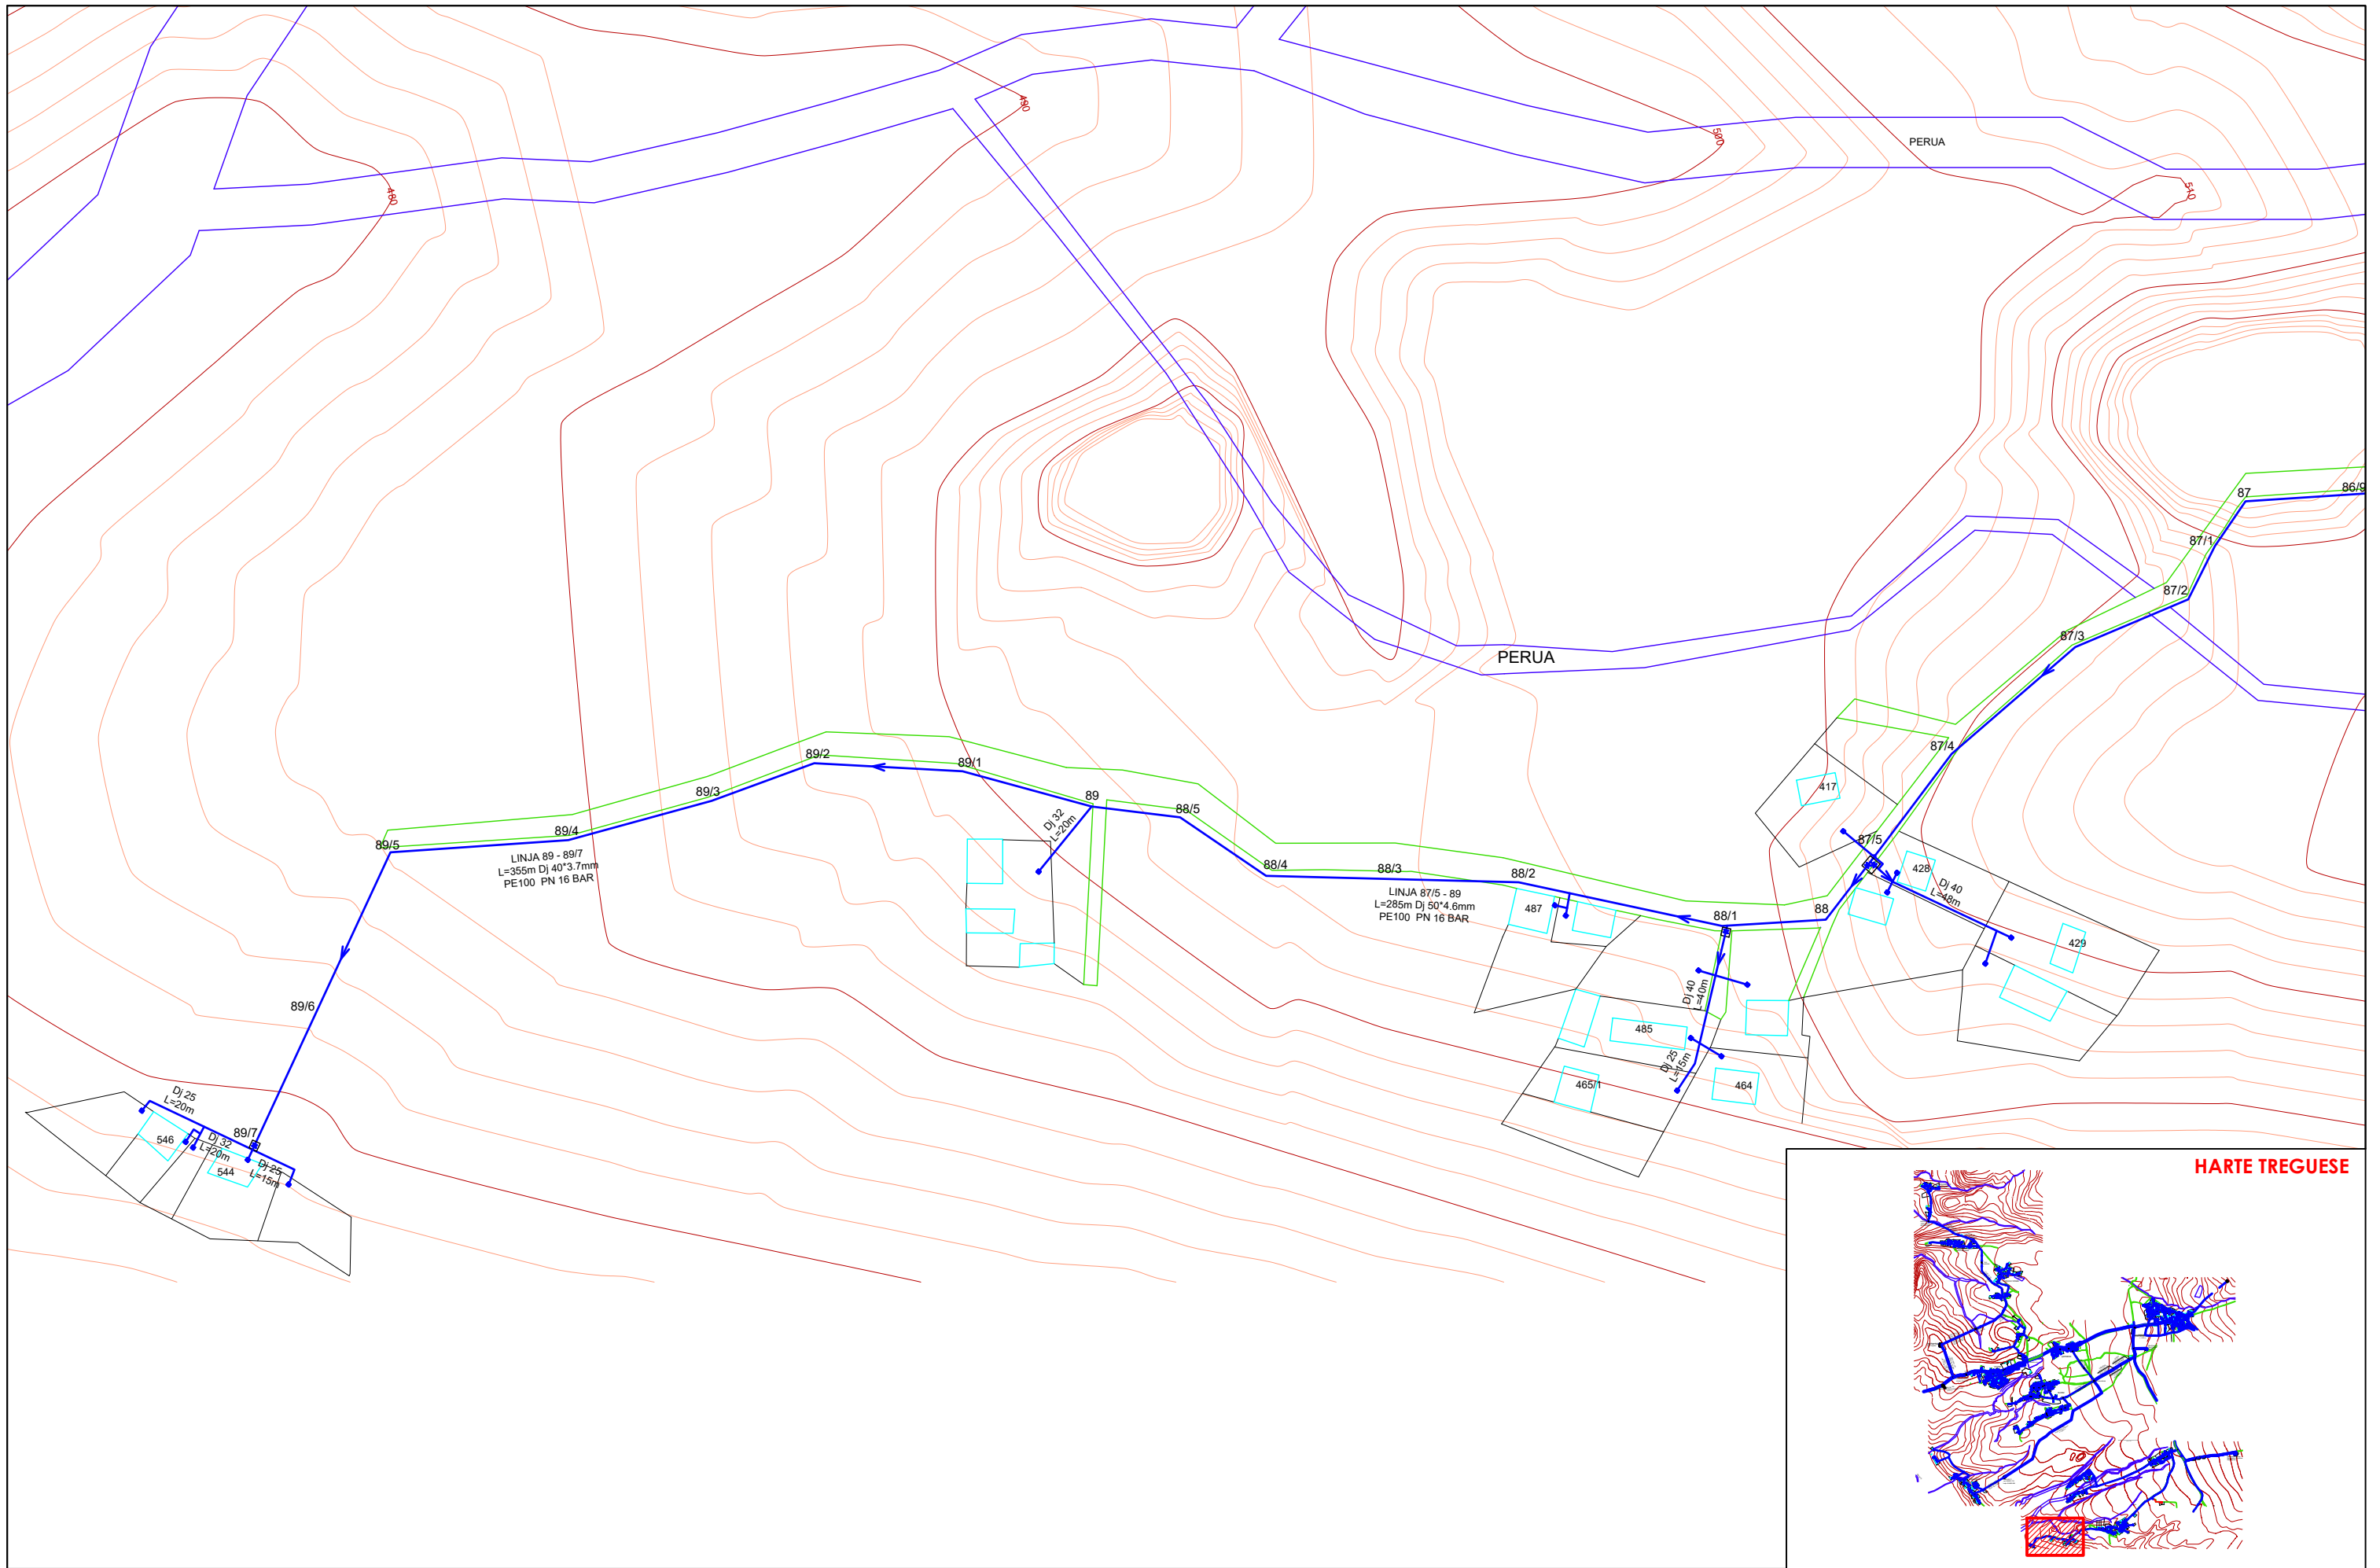 490
500
PERUA
480
510
87
86/9
87/1
87/2
87/3
PERUA
87/4
89/2
89/1
89/3
89
88/5
417
89/4
89/5
Dj 32
L=20m
LINJA 89 - 89/7
L=355m Dj 40*3.7mm
PE100 PN 16 BAR
88/4
88/3
88/2
87/5
428
Dj 40
L=48m
LINJA 87/5 - 89
L=285m Dj 50*4.6mm
PE100 PN 16 BAR
487
88/1
88
429
89/6
Dj 40
L=40m
485
Dj 25
L=15m
465/1
464
Dj 25
L=20m
89/7
546
Dj 32
L=20m
544
Dj 25
L=15m
HARTE TREGUESE